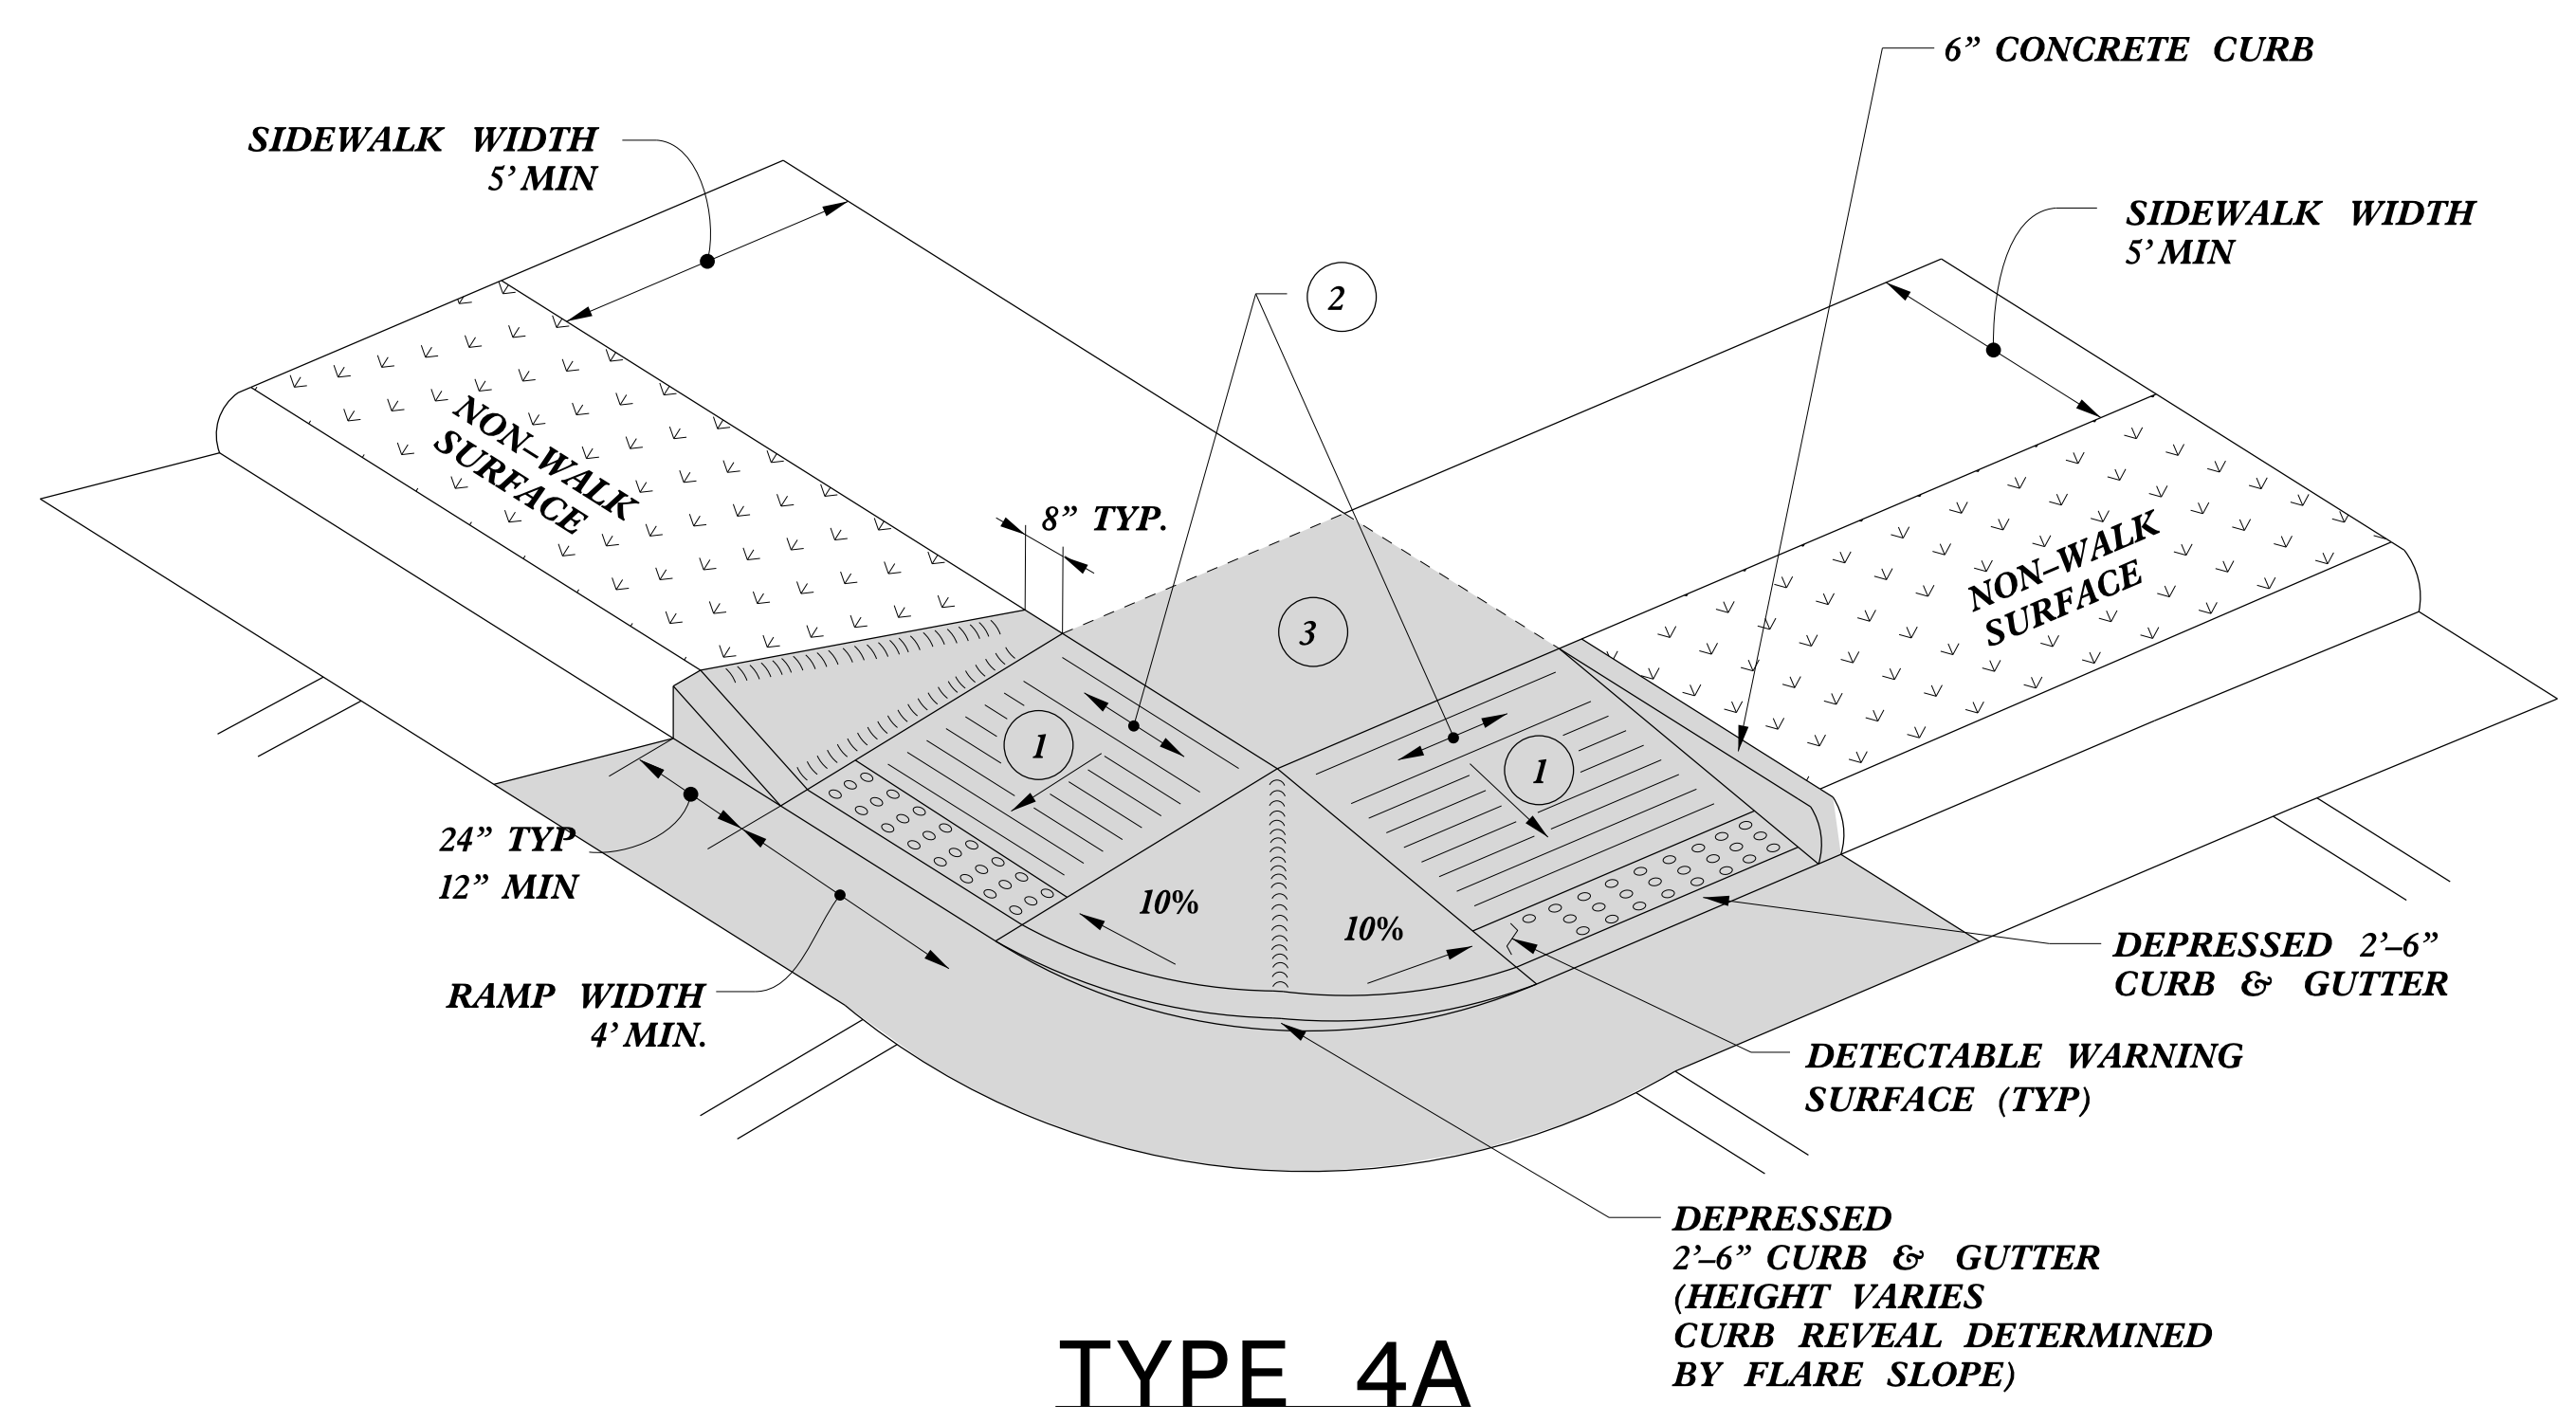 6” CONCRETE CURB
SIDEWALK WIDTH
5’ MIN
SIDEWALK WIDTH
5’ MIN
2
NON–WALK
SURFACE
8” TYP.
NON–WALK
SURFACE
3
1
1
24” TYP
12” MIN
10%
10%
DEPRESSED 2’–6”
CURB & GUTTER
RAMP WIDTH
4’ MIN.
DETECTABLE WARNING
SURFACE (TYP)
DEPRESSED
2’–6” CURB & GUTTER
(HEIGHT VARIES
CURB REVEAL DETERMINED
BY FLARE SLOPE)
TYPE 4A